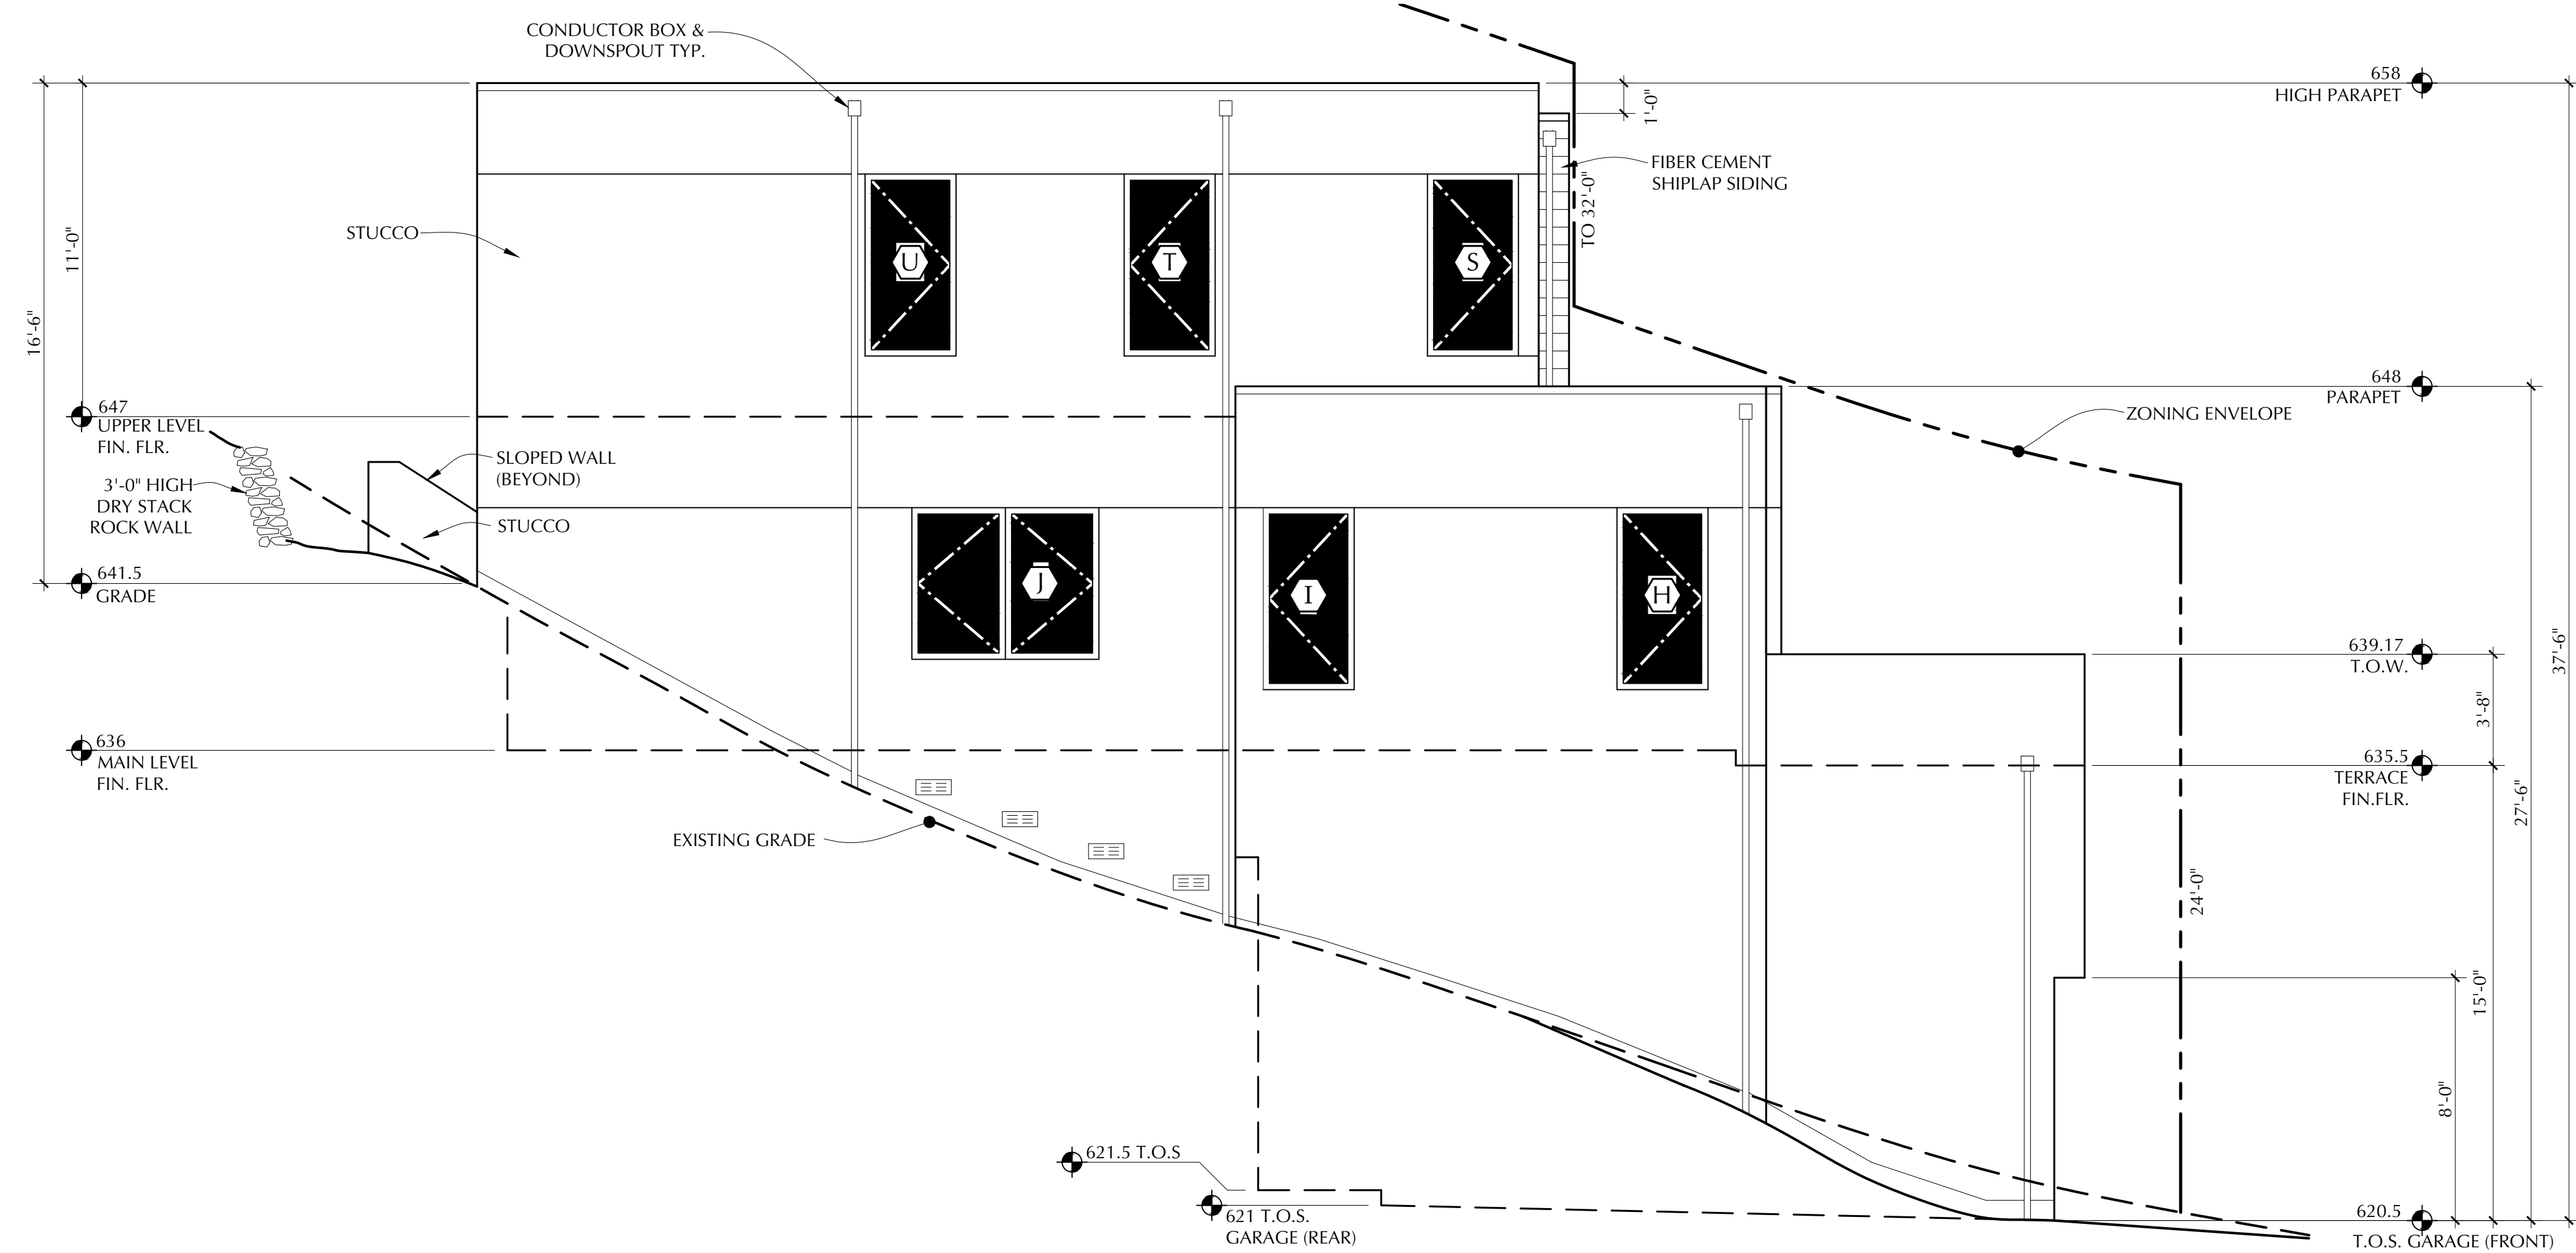 CONDUCTOR BOX &
DOWNSPOUT TYP.
658
HIGH PARAPET
1'-0"
FIBER CEMENT
SHIPLAP SIDING
TO 32'-0"
STUCCO
11'-0"
16'-6"
U
T
S
648
PARAPET
ZONING ENVELOPE
647
UPPER LEVEL
FIN. FLR.
SLOPED WALL
(BEYOND)
3'-0" HIGH
DRY STACK
ROCK WALL
STUCCO
641.5
GRADE
J
I
H
639.17
T.O.W.
37'-6"
3'-8"
636
MAIN LEVEL
FIN. FLR.
635.5
TERRACE
FIN.FLR.
27'-6"
EXISTING GRADE
24'-0"
15'-0"
8'-0"
621.5 T.O.S
621 T.O.S.
GARAGE (REAR)
620.5
T.O.S. GARAGE (FRONT)